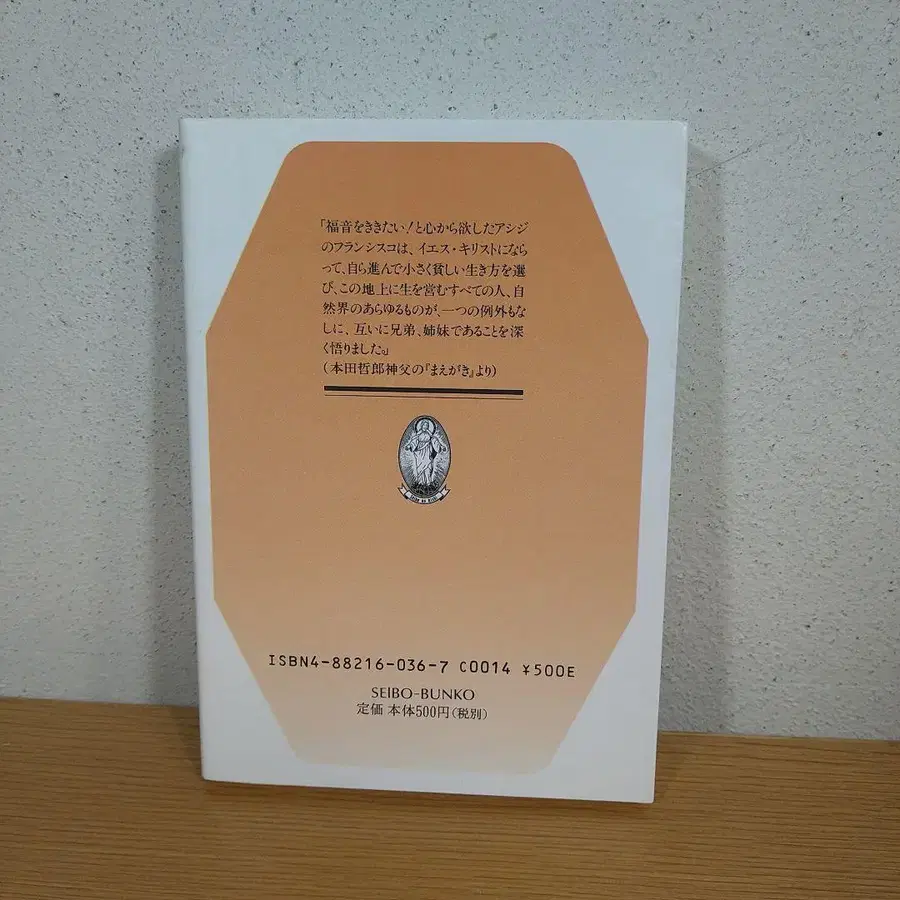 「福音をききたい!と心から欲したアシジ
のフランシスコは、イエス・キリストになら
って、自ら進んで小さく貧しい生き方を選
び、この地上に生を営むすべての人、自
然界のあらゆるものが、一つの例外もな
しに、互いに兄弟、姉妹であることを深
く悟りました。」
(本田哲郎神父の『まえがき』より)
ISBN4-88216-036-7 C0014 ¥500E
SEIBO-BUNKO
定価 本体500円(税別)